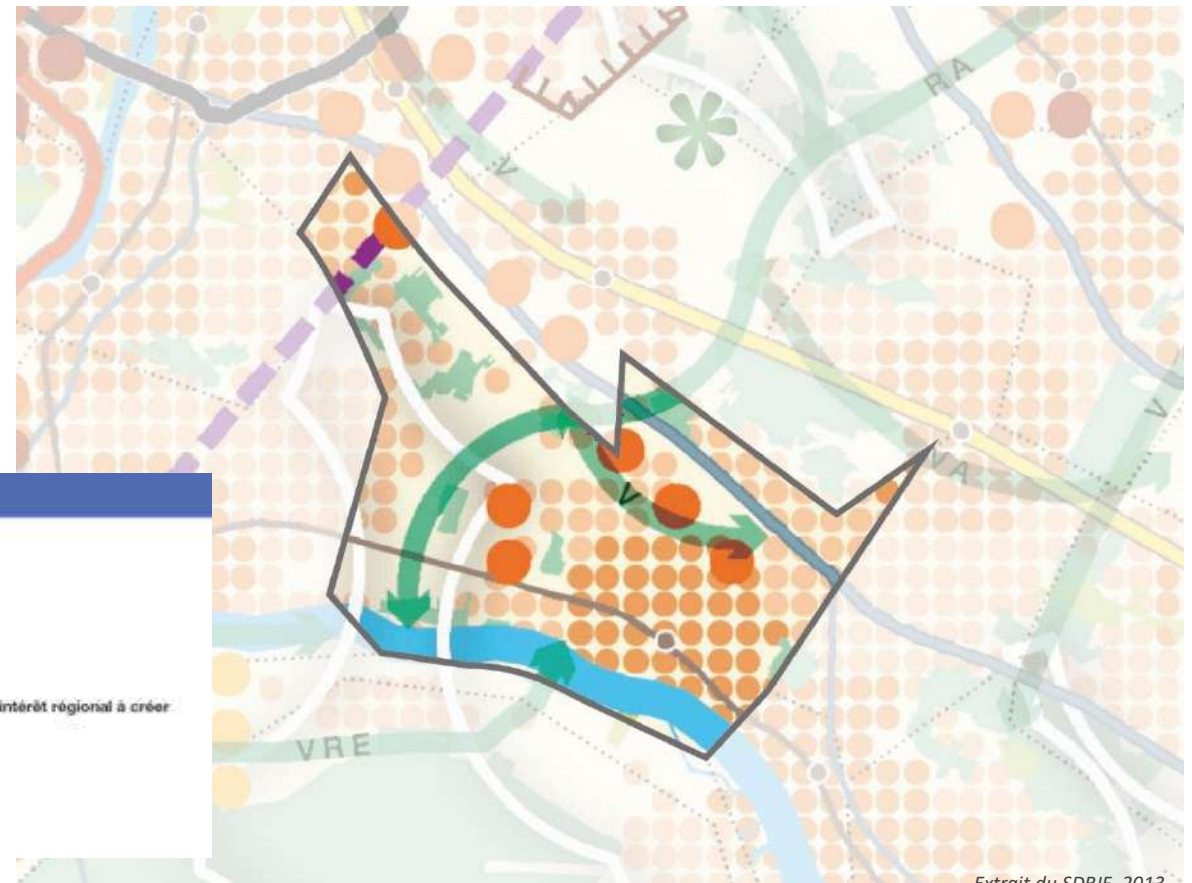 RA
V
VA
V
V
intérêt régional à créer
VRE
Extrait du SDRIF, 2013